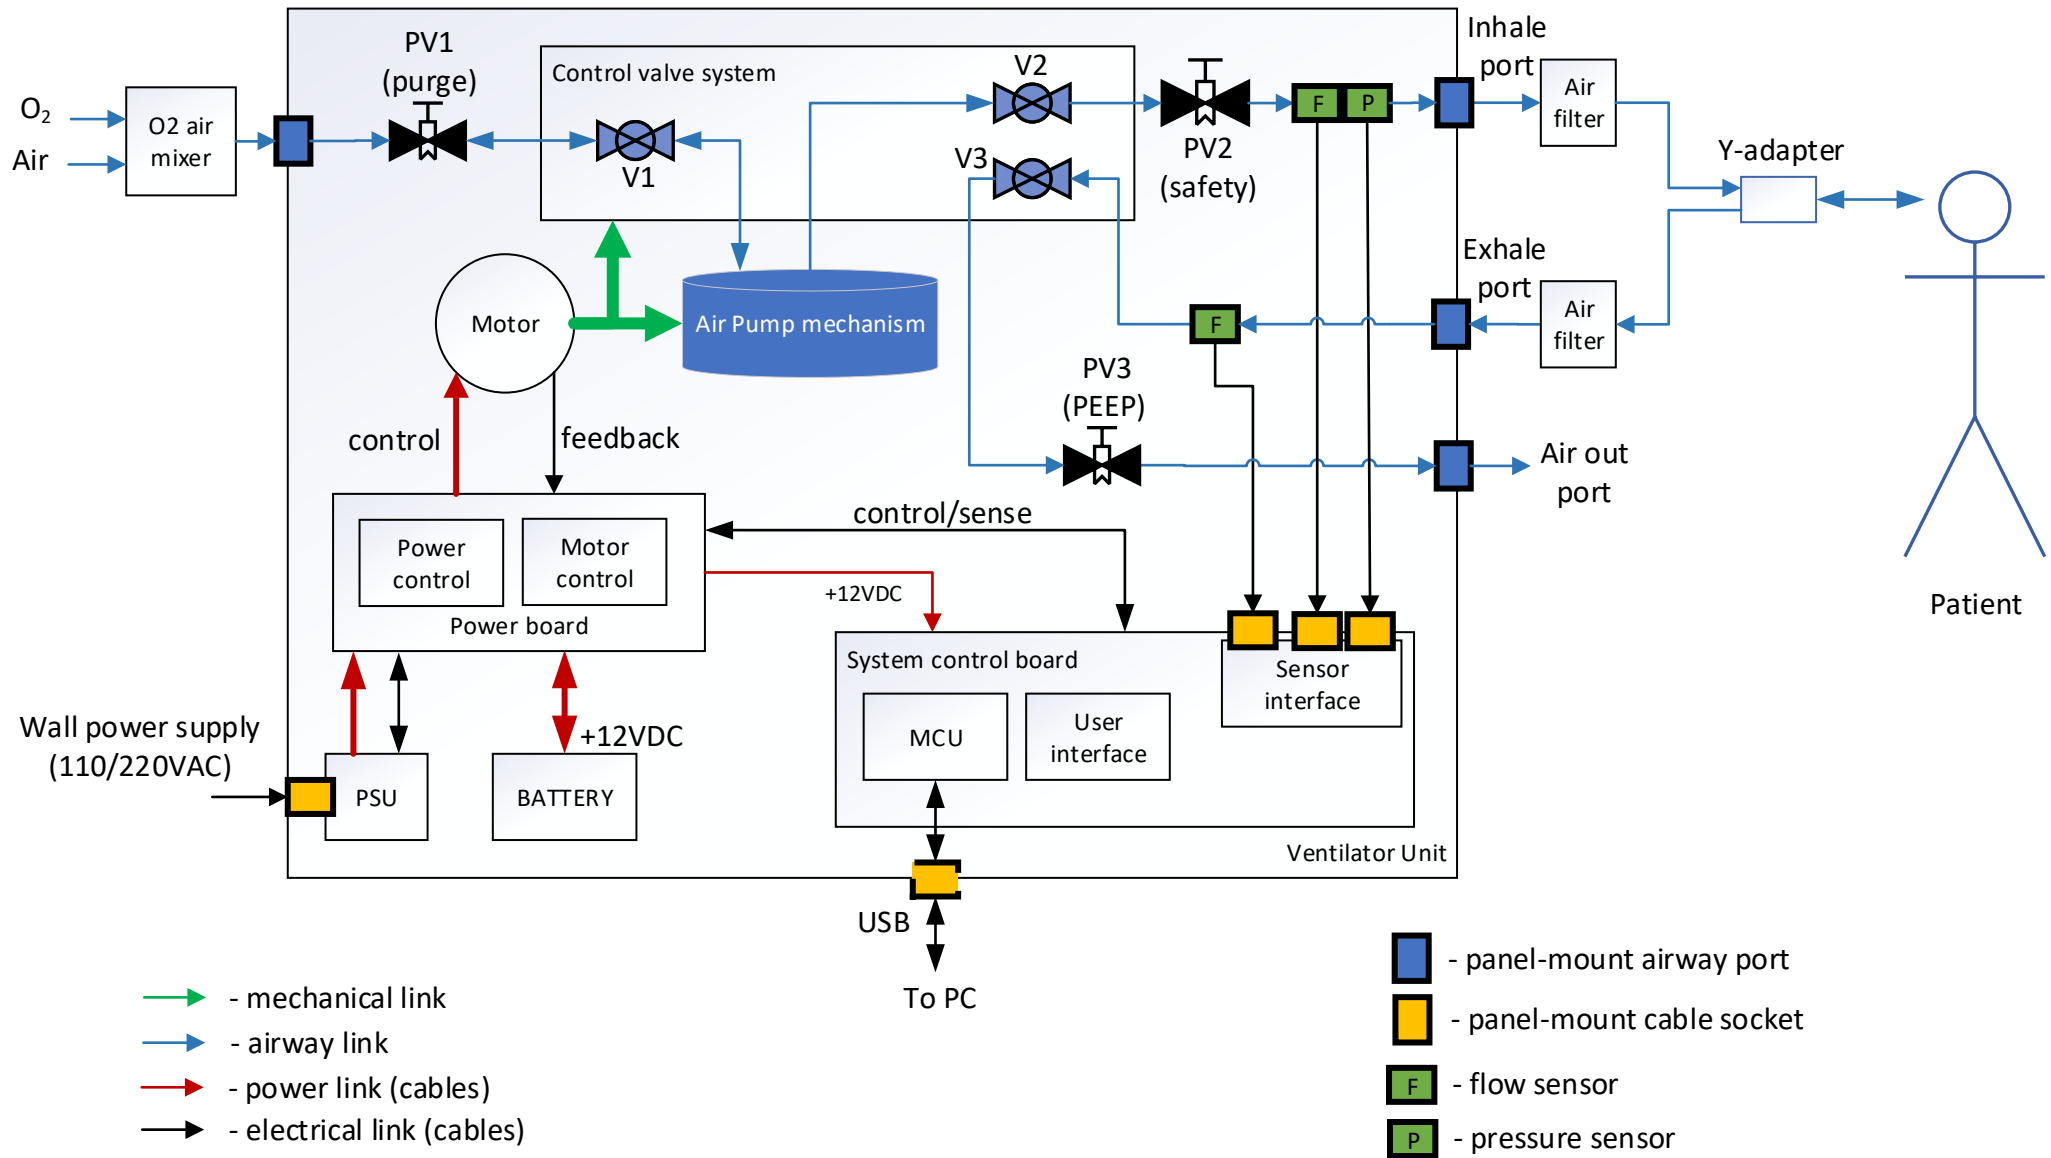 PV1
(purge)
Control valve system
V2
Inhale
port
O2
Air
O2 air
mixer
V1
V3
PV2
(safety)
F
P
Air
filter
Y-adapter
Motor
Air Pump mechanism
F
Exhale
port
Air
filter
PV3
(PEEP)
control
feedback
Air out
port
control/sense
Power
control
Motor
control
Power board
+12VDC
Patient
System control board
Sensor
interface
MCU
User
interface
Wall power supply
(110/220VAC)
+12VDC
PSU
BATTERY
Ventilator Unit
USB
To PC
- mechanical link
- airway link
- power link (cables)
- electrical link (cables)
- panel-mount airway port
- panel-mount cable socket
F - flow sensor
P - pressure sensor